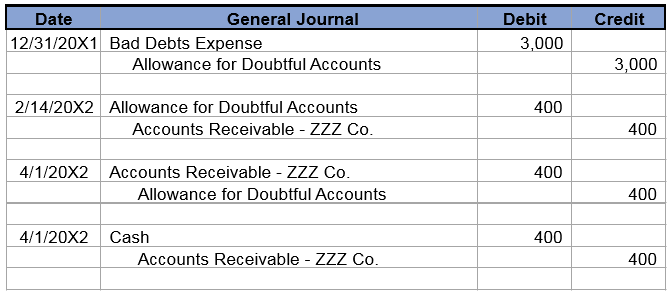 Date General Journal Debit Credit
12/31/20X1 Bad Debts Expense 3,000
Allowance for Doubtful Accounts 3,000
2/14/20X2 Allowance for Doubtful Accounts 400
Accounts Receivable - ZZZ Co. 400
4/1/20X2 Accounts Receivable - ZZZ Co. 400
Allowance for Doubtful Accounts 400
4/1/20X2 Cash 400
Accounts Receivable - ZZZ Co. 400